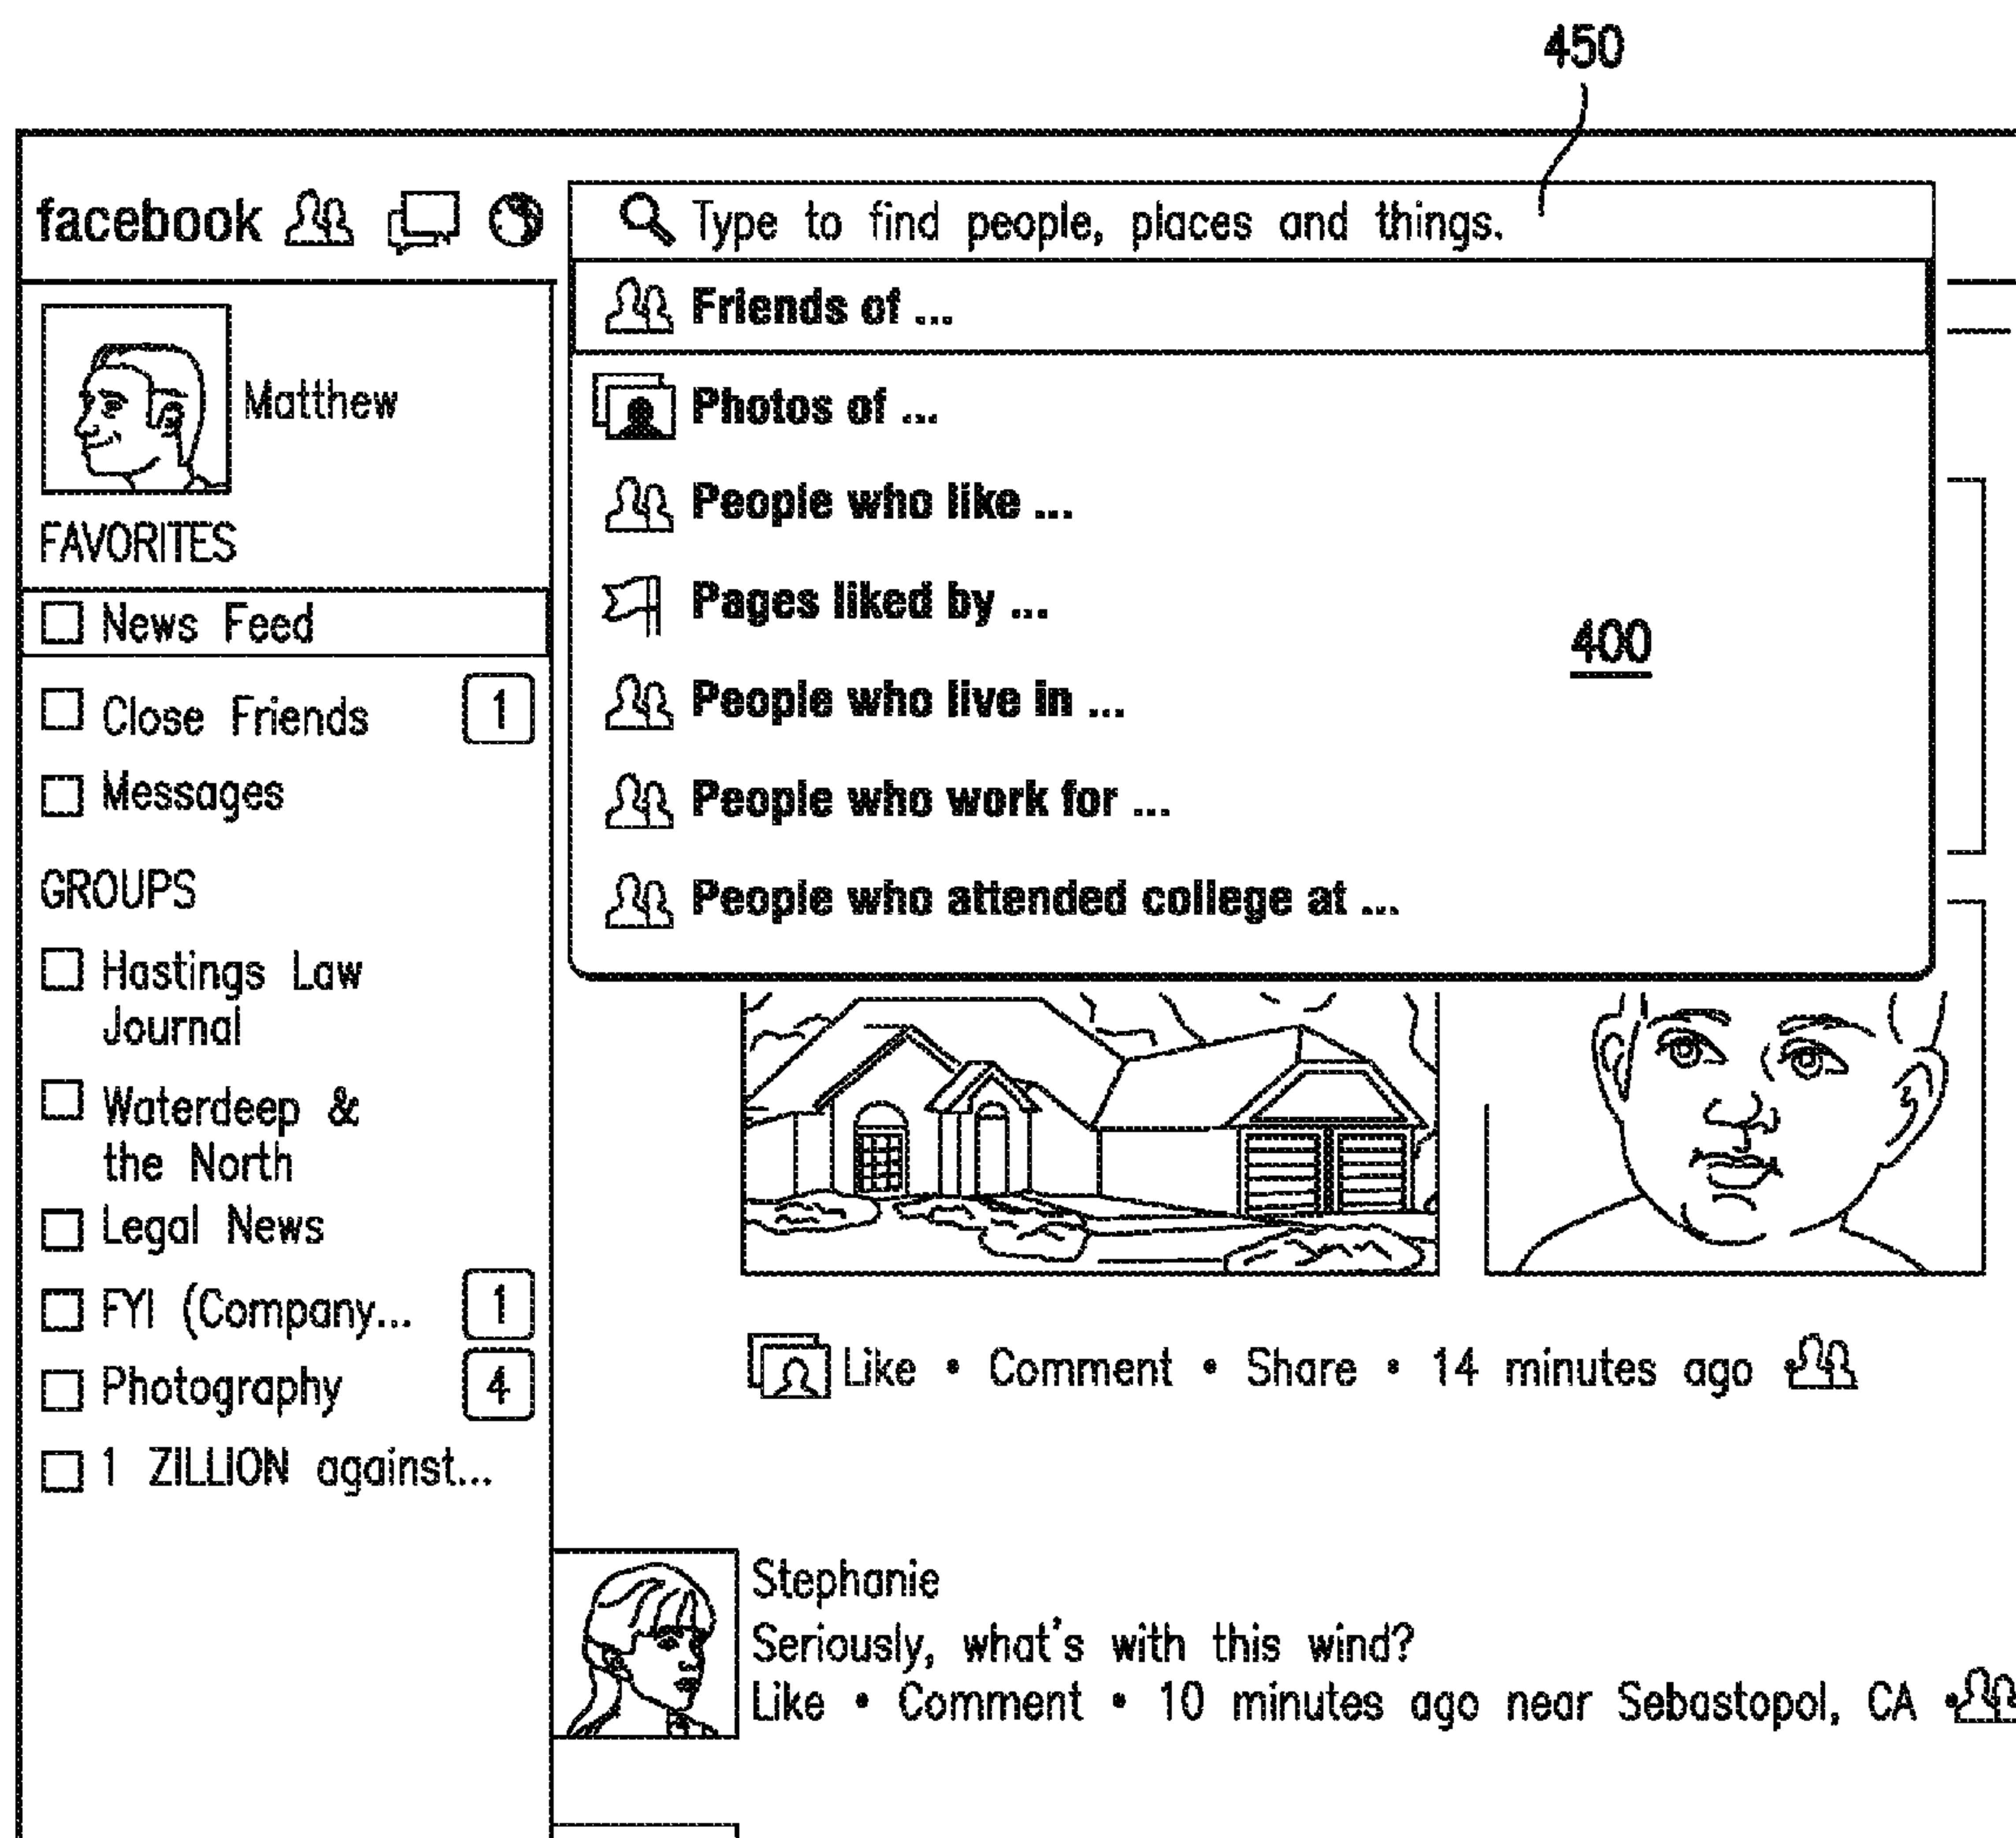 450
facebook
Type to find people, places and things.
Friends of ...
Photos of ...
People who like ...
Pages liked by ...
People who live in ...
People who work for ...
People who attended college at ...
400
Matthew
FAVORITES
News Feed
Close Friends 1
Messages
GROUPS
Hastings Law
Journal
Waterdeep &
the North
Legal News
FYI (Company... 1
Photography 4
1 ZILLION against...
Like • Comment • Share • 14 minutes ago •
Stephanie
Seriously, what's with this wind?
Like • Comment • 10 minutes ago near Sebastopol, CA •